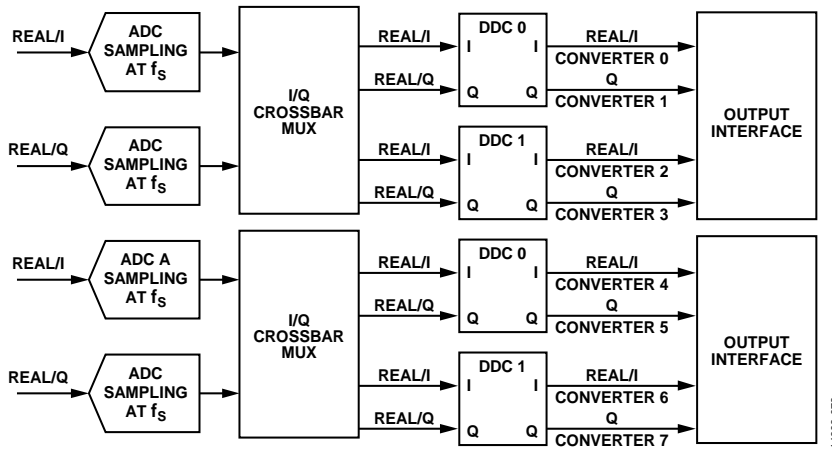 REAL/I
ADC
SAMPLING
AT fS
REAL/I
REAL/Q
DDC 0
I I
Q Q
REAL/I
CONVERTER 0
Q
CONVERTER 1
I/Q
CROSSBAR
MUX
OUTPUT
INTERFACE
REAL/Q
ADC
SAMPLING
AT fS
REAL/I
REAL/Q
DDC 1
I I
Q Q
REAL/I
CONVERTER 2
Q
CONVERTER 3
REAL/I
ADC A
SAMPLING
AT fS
REAL/I
REAL/Q
DDC 0
I I
Q Q
REAL/I
CONVERTER 4
Q
CONVERTER 5
I/Q
CROSSBAR
MUX
OUTPUT
INTERFACE
REAL/Q
ADC
SAMPLING
AT fS
REAL/I
REAL/Q
DDC 1
I I
Q Q
REAL/I
CONVERTER 6
Q
CONVERTER 7